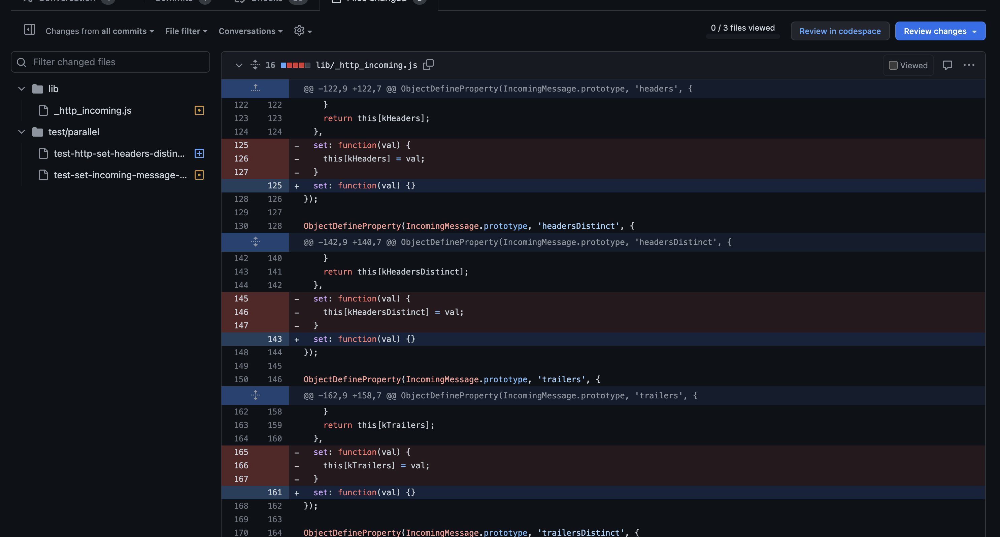 Conversation
Commits
Checks
Files changed
Changes from all commits
File filter
Conversations
0 / 3 files viewed
Review in codespace
Review changes
Filter changed files
lib
_http_incoming.js
test/parallel
test-http-set-headers-distin...
test-set-incoming-message-...
16 lib/_http_incoming.js
Viewed
@@ -122,9 +122,7 @@ ObjectDefineProperty(IncomingMessage.prototype, 'headers', {
122 122     }
123 123     return this[kHeaders];
124 124   },
125 -   set: function(val) {
126 -     this[kHeaders] = val;
127 -   }
125 +   set: function(val) {}
128 126 });
129 127
130 128 ObjectDefineProperty(IncomingMessage.prototype, 'headersDistinct', {
@@ -142,9 +140,7 @@ ObjectDefineProperty(IncomingMessage.prototype, 'headersDistinct', {
142 140     }
143 141     return this[kHeadersDistinct];
144 142   },
145 -   set: function(val) {
146 -     this[kHeadersDistinct] = val;
147 -   }
143 +   set: function(val) {}
148 144 });
149 145
150 146 ObjectDefineProperty(IncomingMessage.prototype, 'trailers', {
@@ -162,9 +158,7 @@ ObjectDefineProperty(IncomingMessage.prototype, 'trailers', {
162 158     }
163 159     return this[kTrailers];
164 160   },
165 -   set: function(val) {
166 -     this[kTrailers] = val;
167 -   }
161 +   set: function(val) {}
168 162 });
169 163
170 164 ObjectDefineProperty(IncomingMessage.prototype, 'trailersDistinct', {